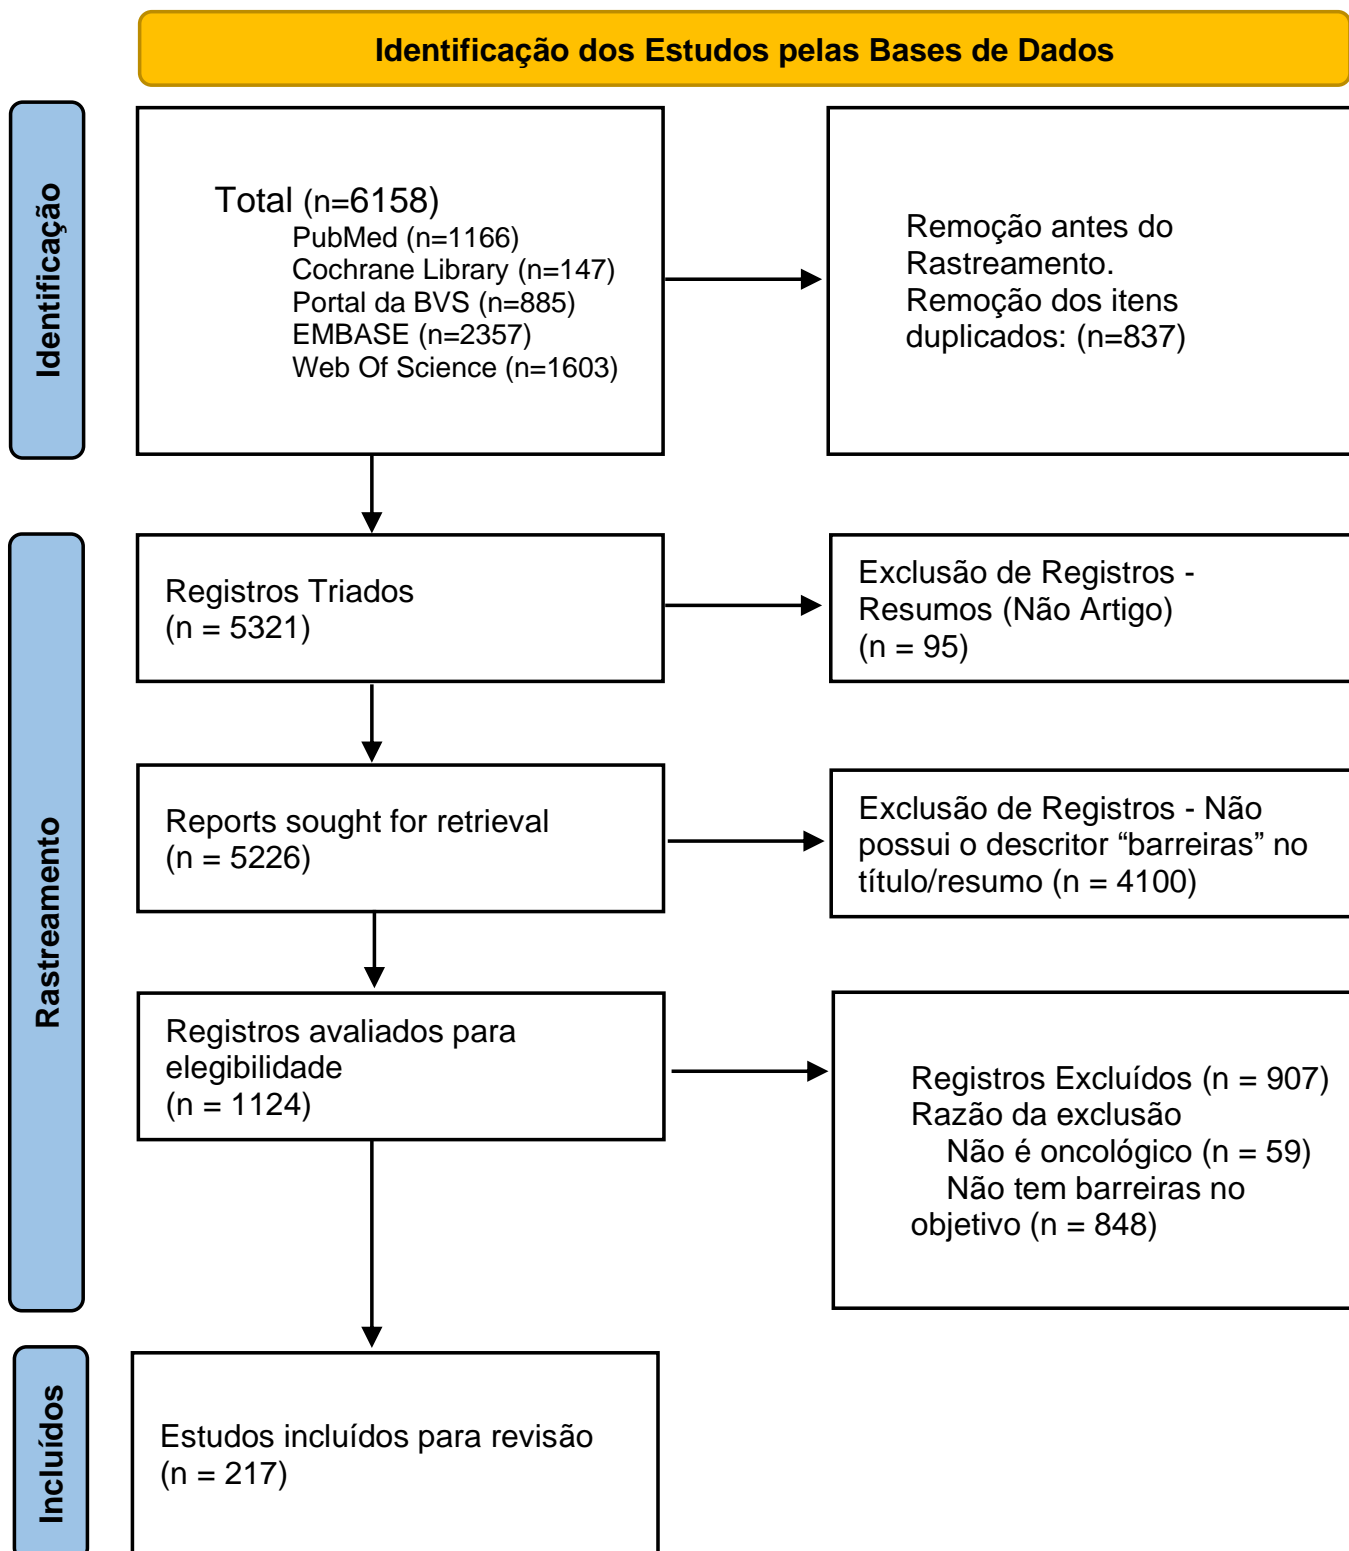 Identificação dos Estudos pelas Bases de Dados
Identificação
Total (n=6158)
PubMed (n=1166)
Cochrane Library (n=147)
Portal da BVS (n=885)
EMBASE (n=2357)
Web Of Science (n=1603)
Remoção antes do
Rastreamento.
Remoção dos itens
duplicados: (n=837)
Rastreamento
Registros Triados
(n = 5321)
Exclusão de Registros -
Resumos (Não Artigo)
(n = 95)
Reports sought for retrieval
(n = 5226)
Exclusão de Registros - Não
possui o descritor “barreiras” no
título/resumo (n = 4100)
Registros avaliados para
elegibilidade
(n = 1124)
Registros Excluídos (n = 907)
Razão da exclusão
Não é oncológico (n = 59)
Não tem barreiras no
objetivo (n = 848)
Incluídos
Estudos incluídos para revisão
(n = 217)